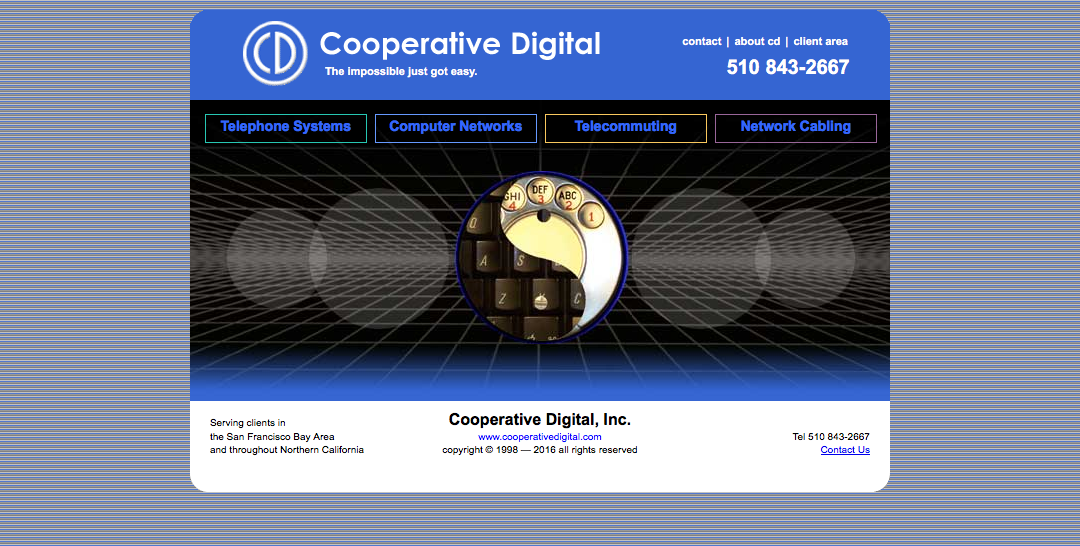 CD
Cooperative Digital
The impossible just got easy.
contact | about cd | client area
510 843-2667
Telephone Systems
Computer Networks
Telecommuting
Network Cabling
GHI 4
DEF 3
ABC 2
1
Q
A S
Z C
Serving clients in
the San Francisco Bay Area
and throughout Northern California
Cooperative Digital, Inc.
www.cooperativedigital.com
copyright © 1998 — 2016 all rights reserved
Tel 510 843-2667
Contact Us